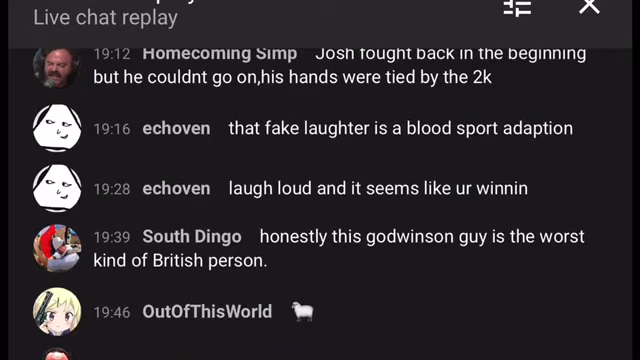 Live chat replay
19:12 Homecoming Simp Josh fought back in the beginning
but he couldnt go on,his hands were tied by the 2k
19:16 echoven that fake laughter is a blood sport adaption
19:28 echoven laugh loud and it seems like ur winnin
19:39 South Dingo honestly this godwinson guy is the worst
kind of British person.
19:46 OutOfThisWorld 🐑